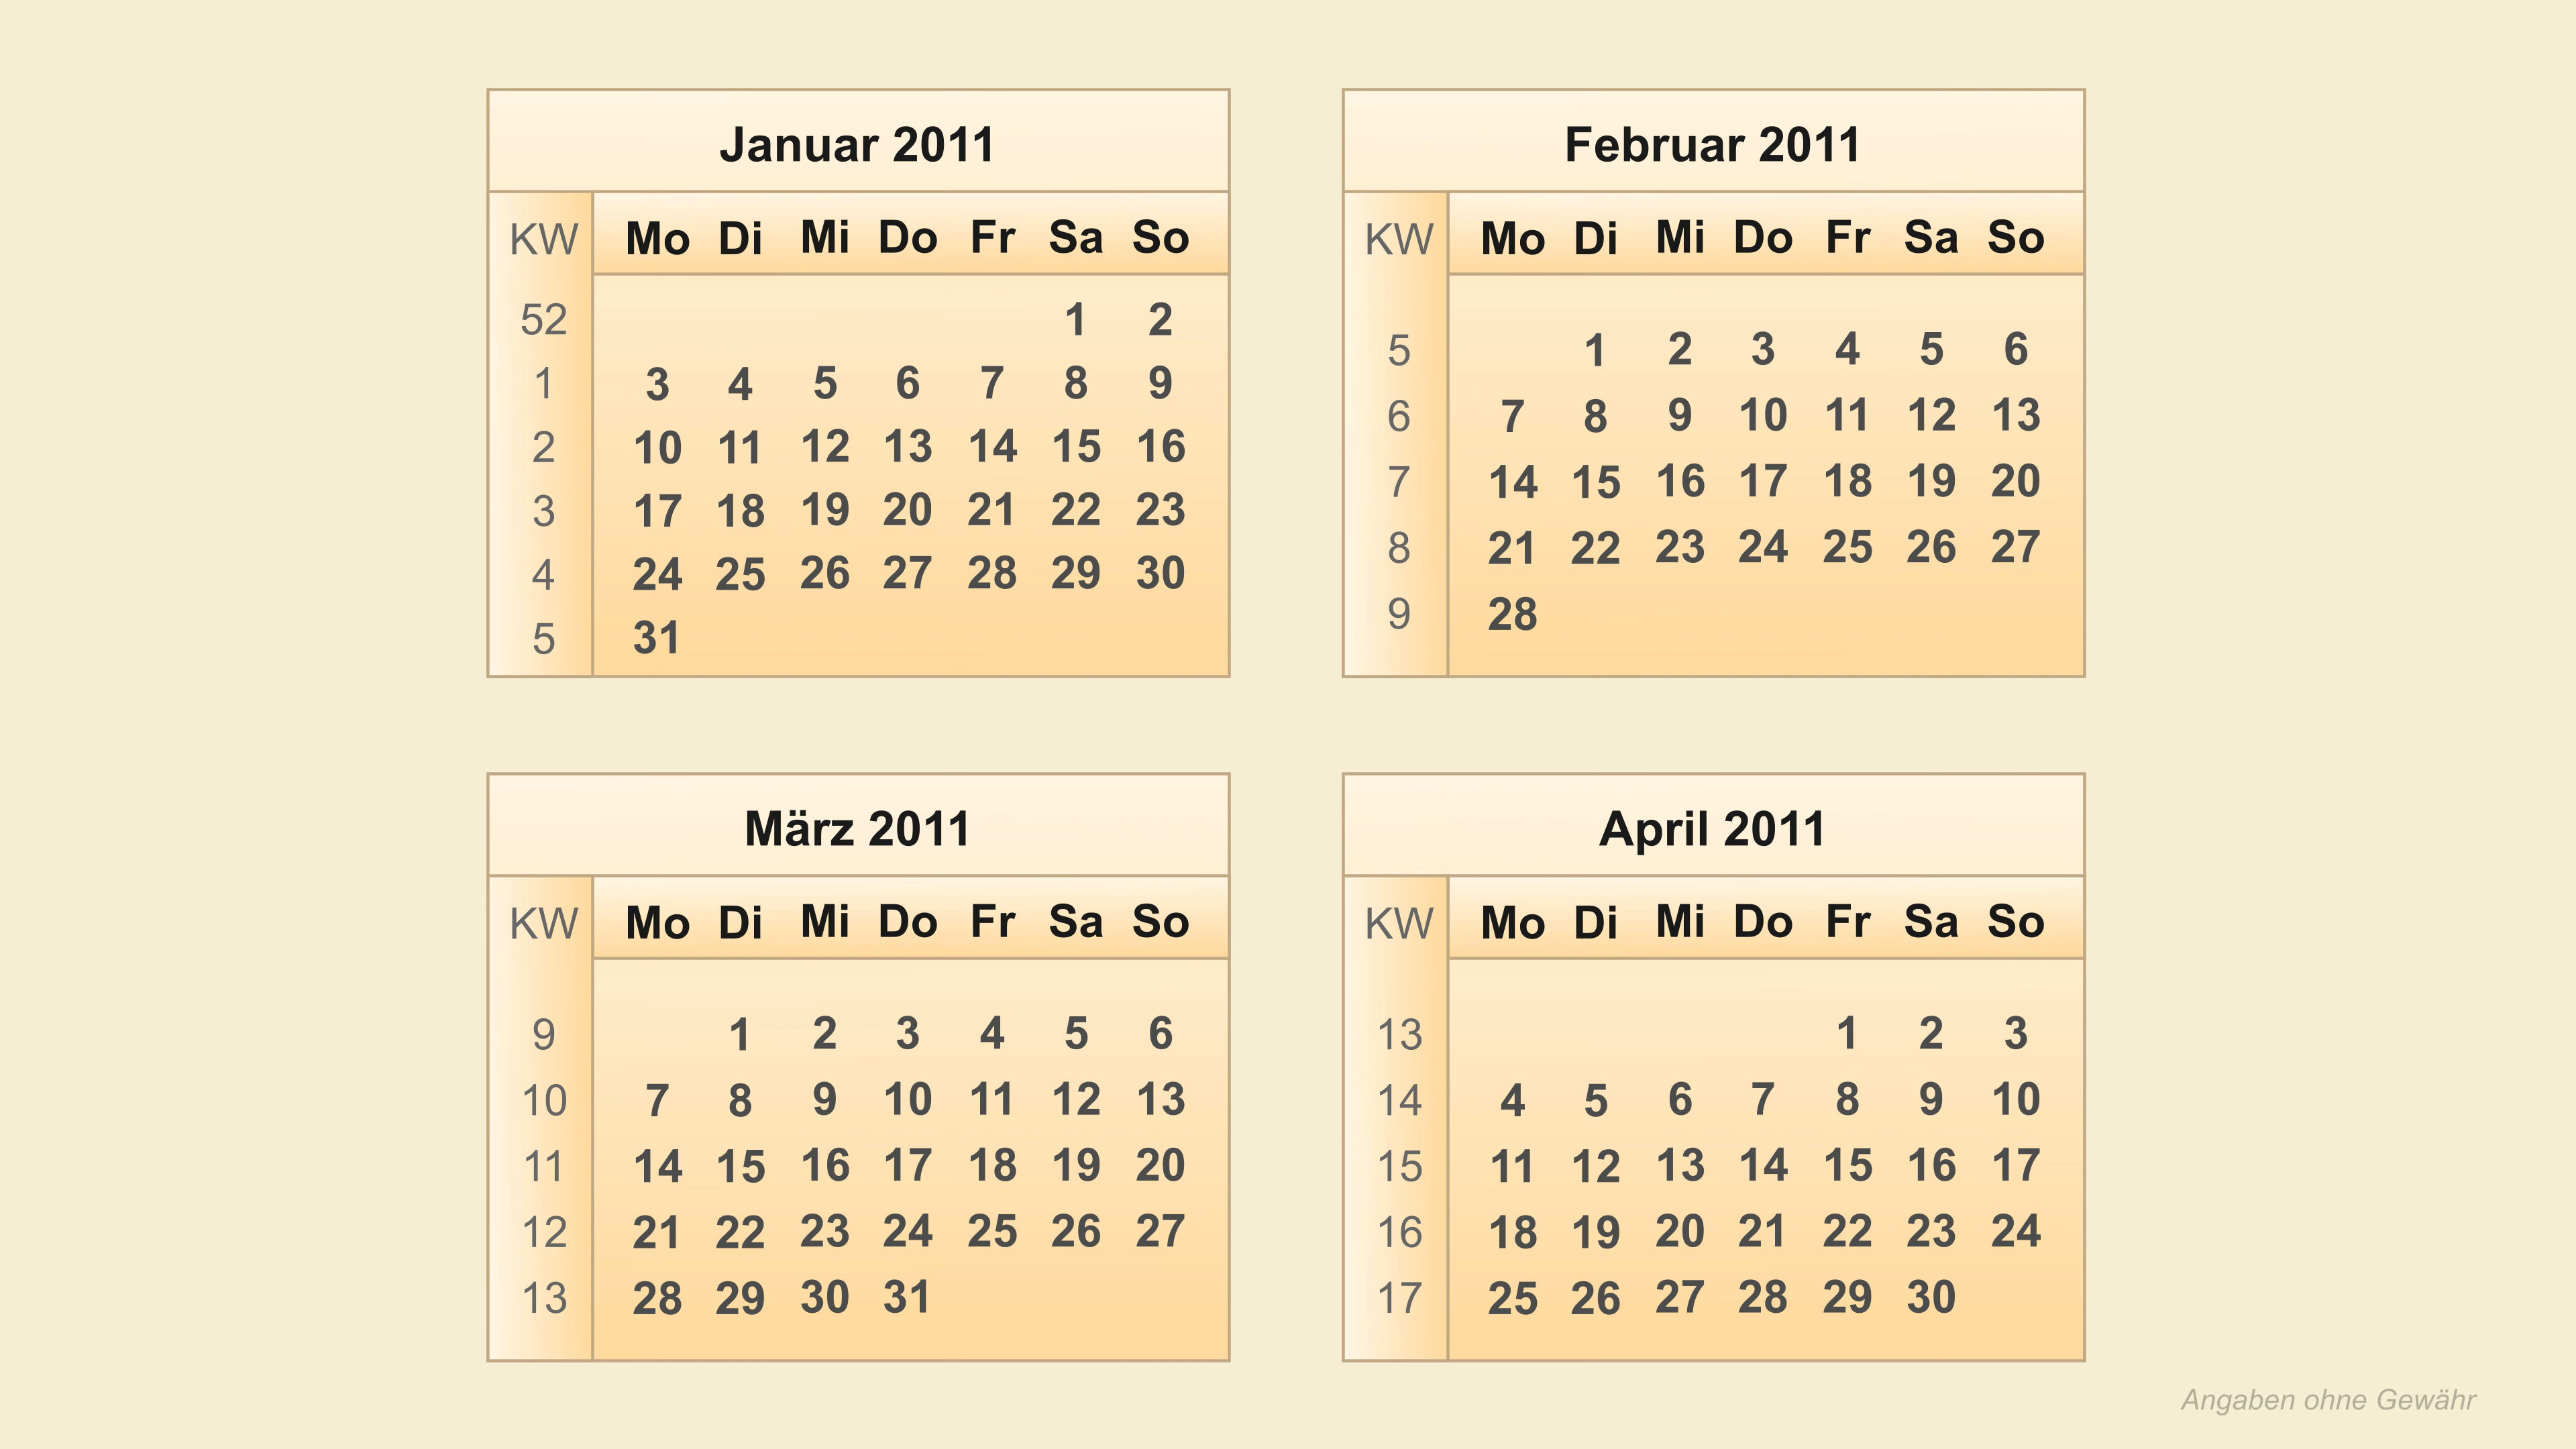 Januar 2011
KW Mo Di Mi Do Fr Sa So
52 1 2
1 3 4 5 6 7 8 9
2 10 11 12 13 14 15 16
3 17 18 19 20 21 22 23
4 24 25 26 27 28 29 30
5 31
Februar 2011
KW Mo Di Mi Do Fr Sa So
5 1 2 3 4 5 6
6 7 8 9 10 11 12 13
7 14 15 16 17 18 19 20
8 21 22 23 24 25 26 27
9 28
März 2011
KW Mo Di Mi Do Fr Sa So
9 1 2 3 4 5 6
10 7 8 9 10 11 12 13
11 14 15 16 17 18 19 20
12 21 22 23 24 25 26 27
13 28 29 30 31
April 2011
KW Mo Di Mi Do Fr Sa So
13 1 2 3
14 4 5 6 7 8 9 10
15 11 12 13 14 15 16 17
16 18 19 20 21 22 23 24
17 25 26 27 28 29 30
Angaben ohne Gewähr